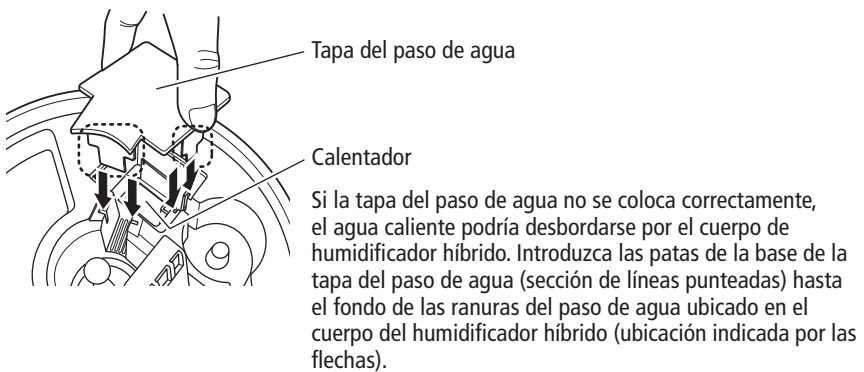 Tapa del paso de agua
Calentador
Si la tapa del paso de agua no se coloca correctamente,
el agua caliente podría desbordarse por el cuerpo de
humidificador híbrido. Introduzca las patas de la base de la
tapa del paso de agua (sección de líneas punteadas) hasta
el fondo de las ranuras del paso de agua ubicado en el
cuerpo del humidificador híbrido (ubicación indicada por las
flechas).